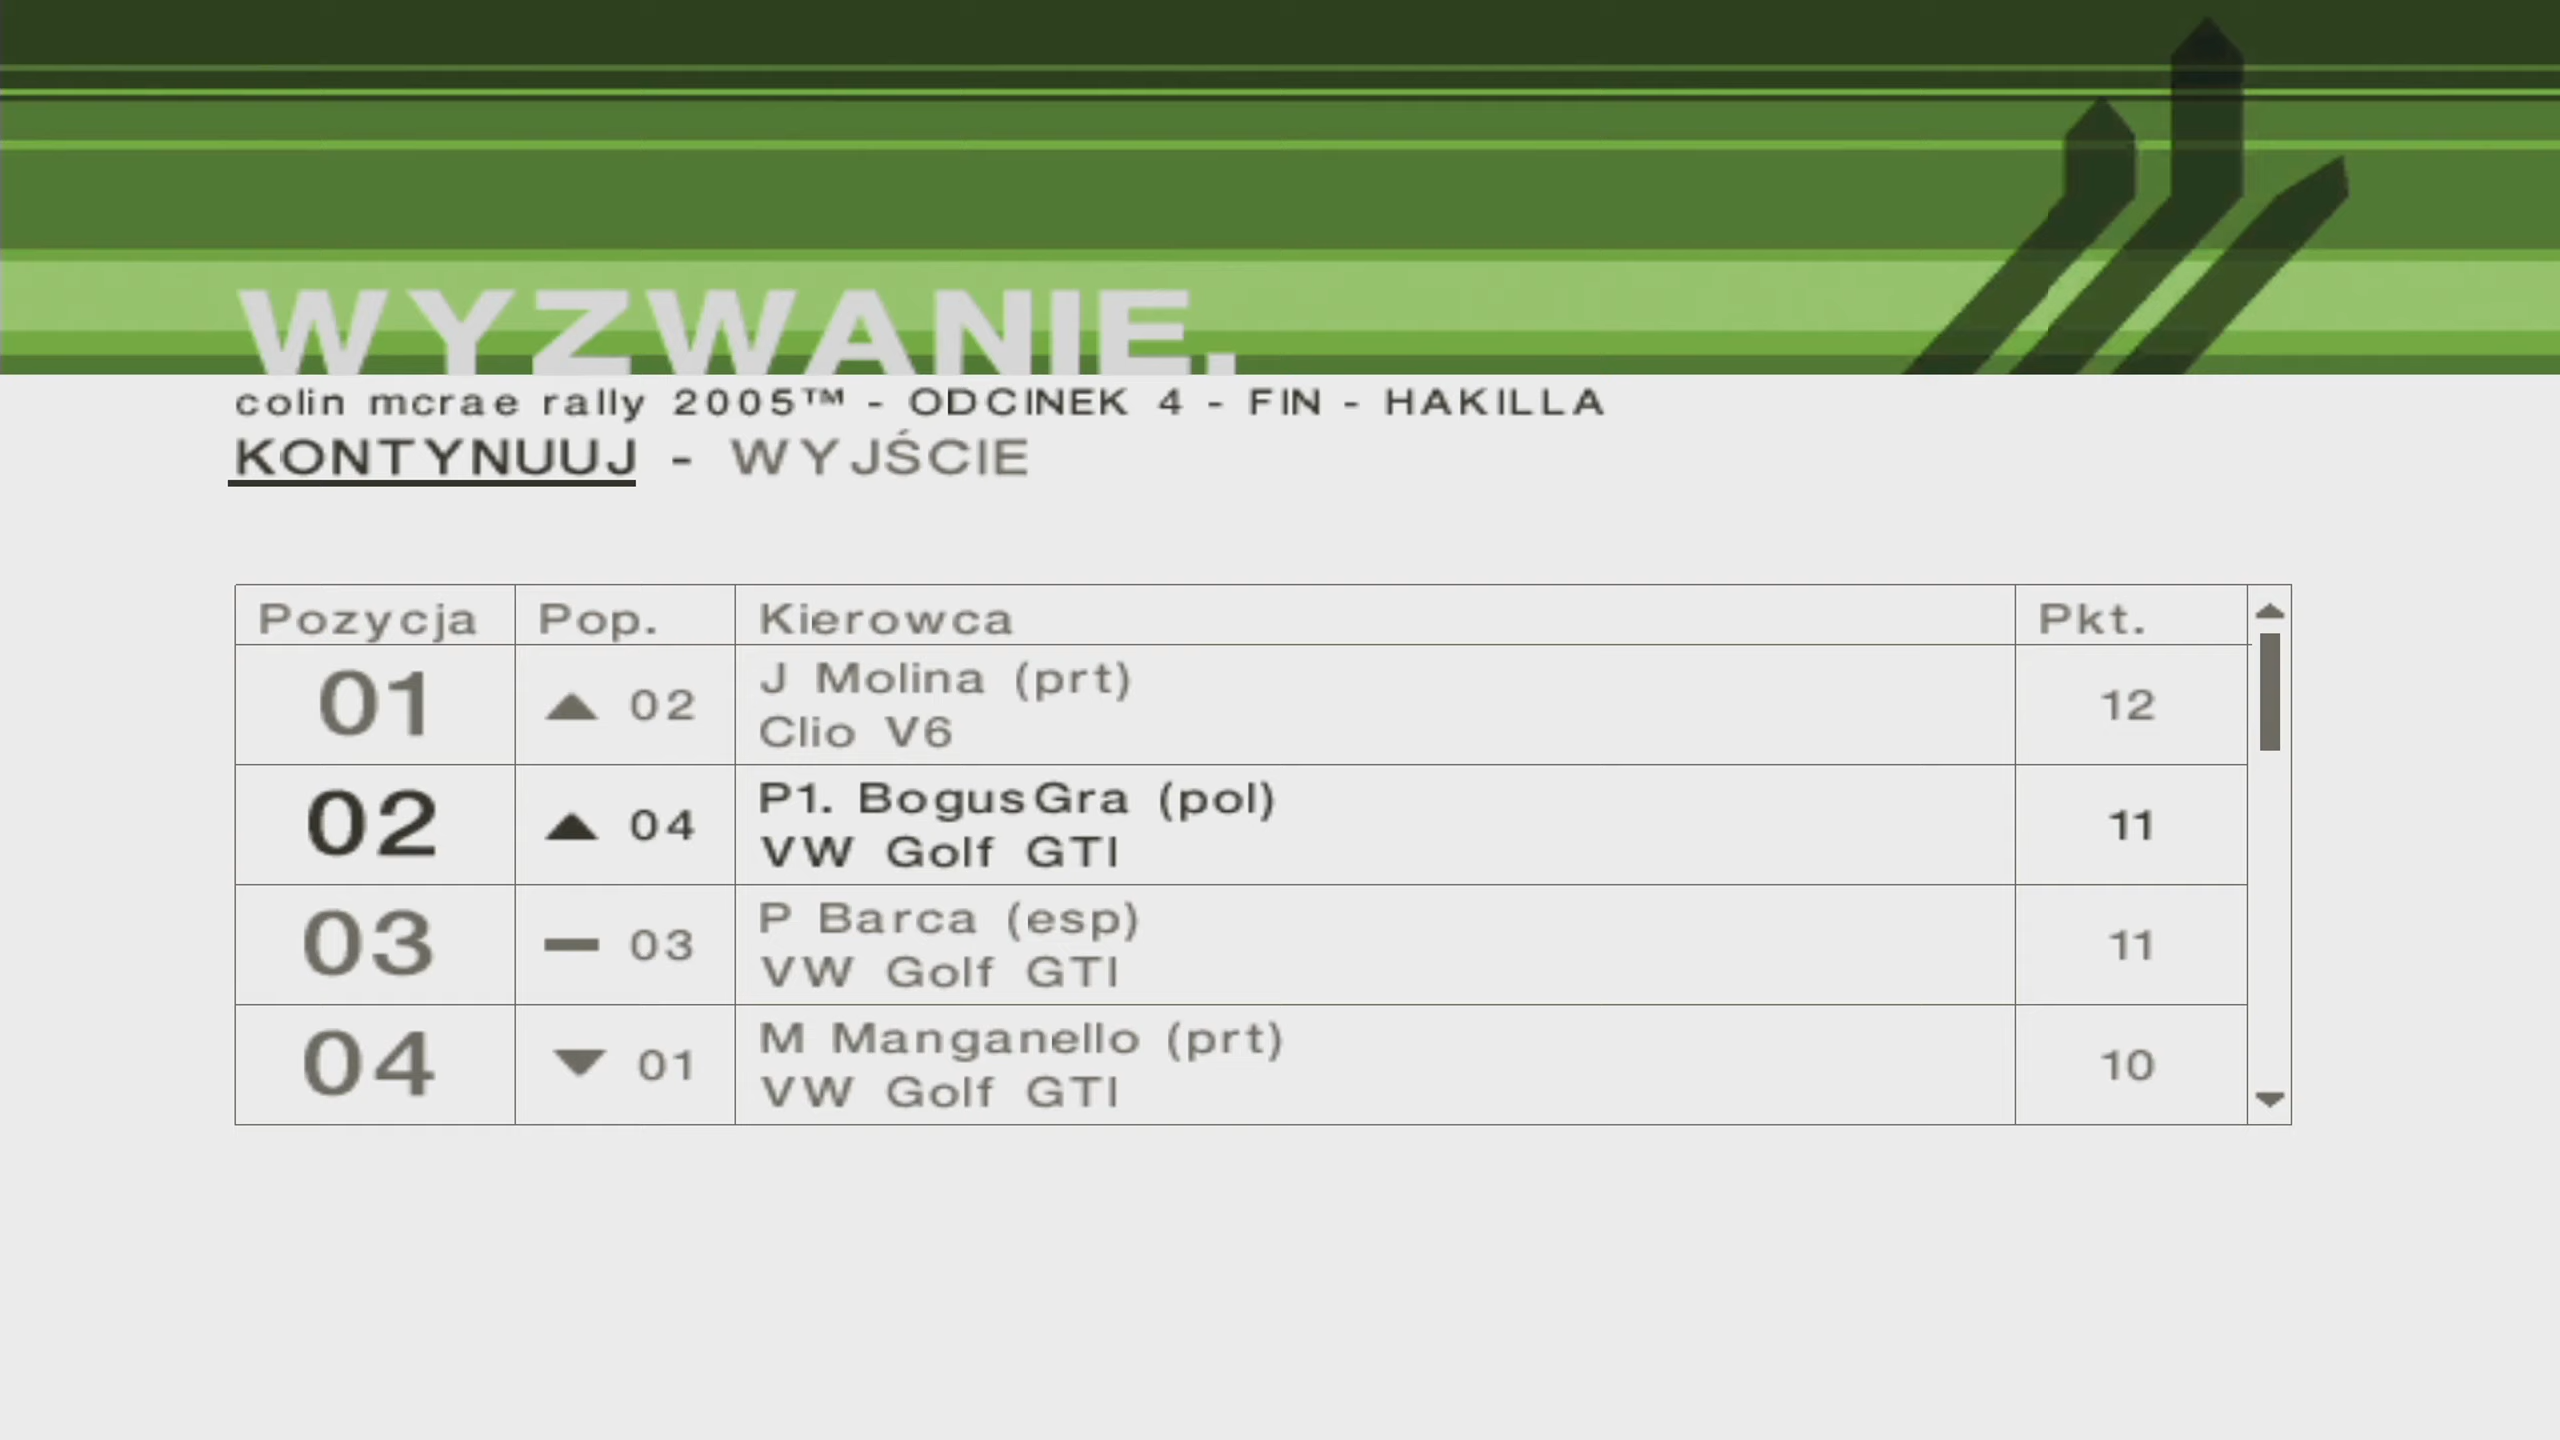 WYZWANIE.
colin mcrae rally 2005™ - ODCINEK 4 - FIN - HAKILLA
KONTYNUUJ - WYJŚCIE
Pozycja Pop. Kierowca Pkt.
01 02 J Molina (prt) 12
Clio V6
02 04 P1. BogusGra (pol) 11
VW Golf GTI
03 03 P Barca (esp) 11
VW Golf GTI
04 01 M Manganello (prt) 10
VW Golf GTI